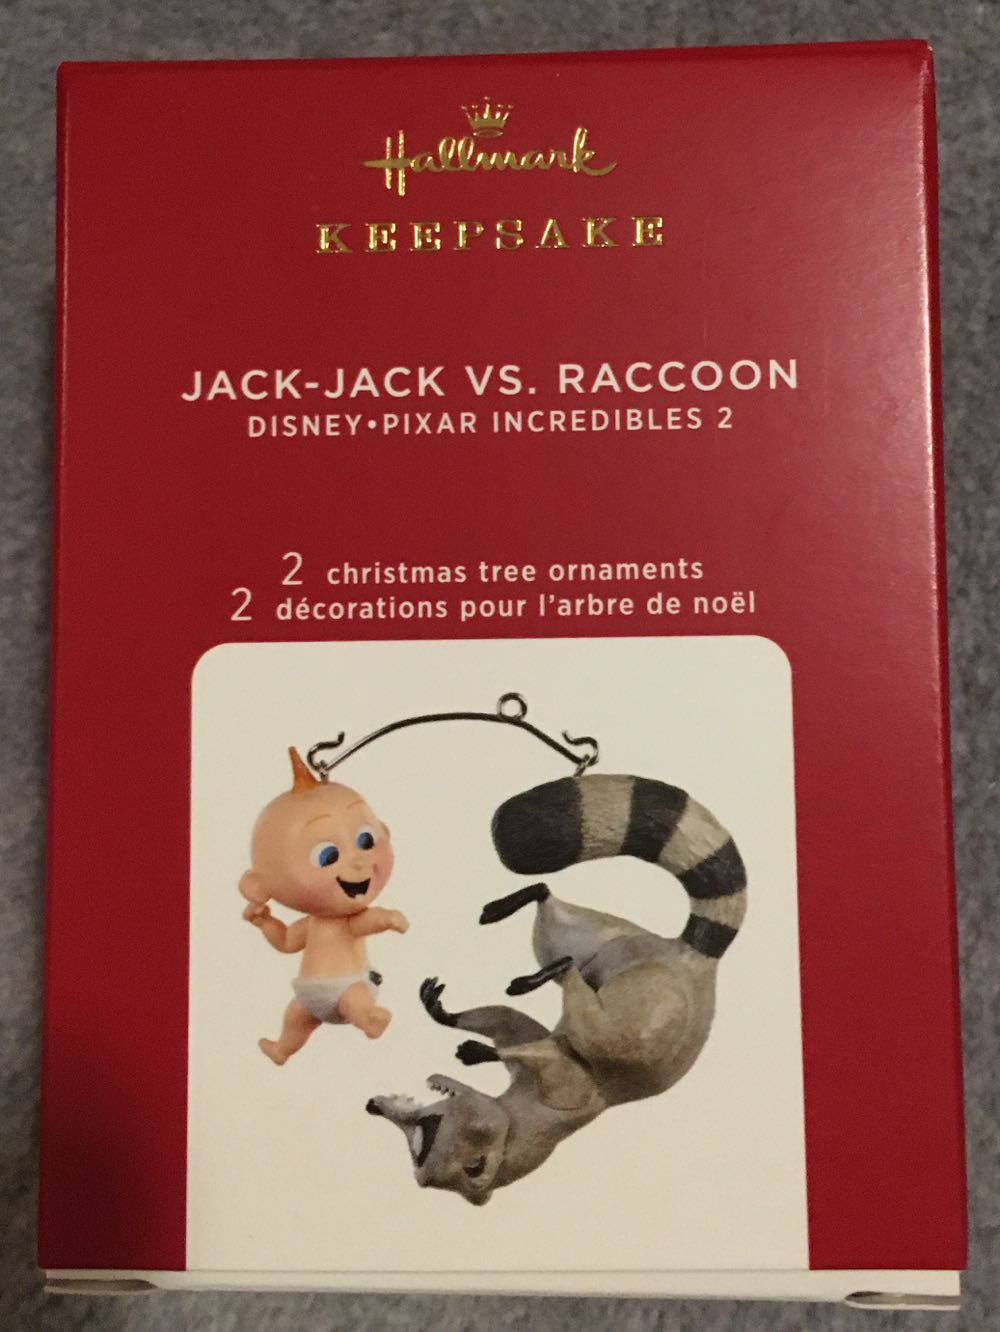 Hallmark
KEEPSAKE
JACK-JACK VS. RACCOON
DISNEY•PIXAR INCREDIBLES 2
2 christmas tree ornaments
2 décorations pour l'arbre de noël